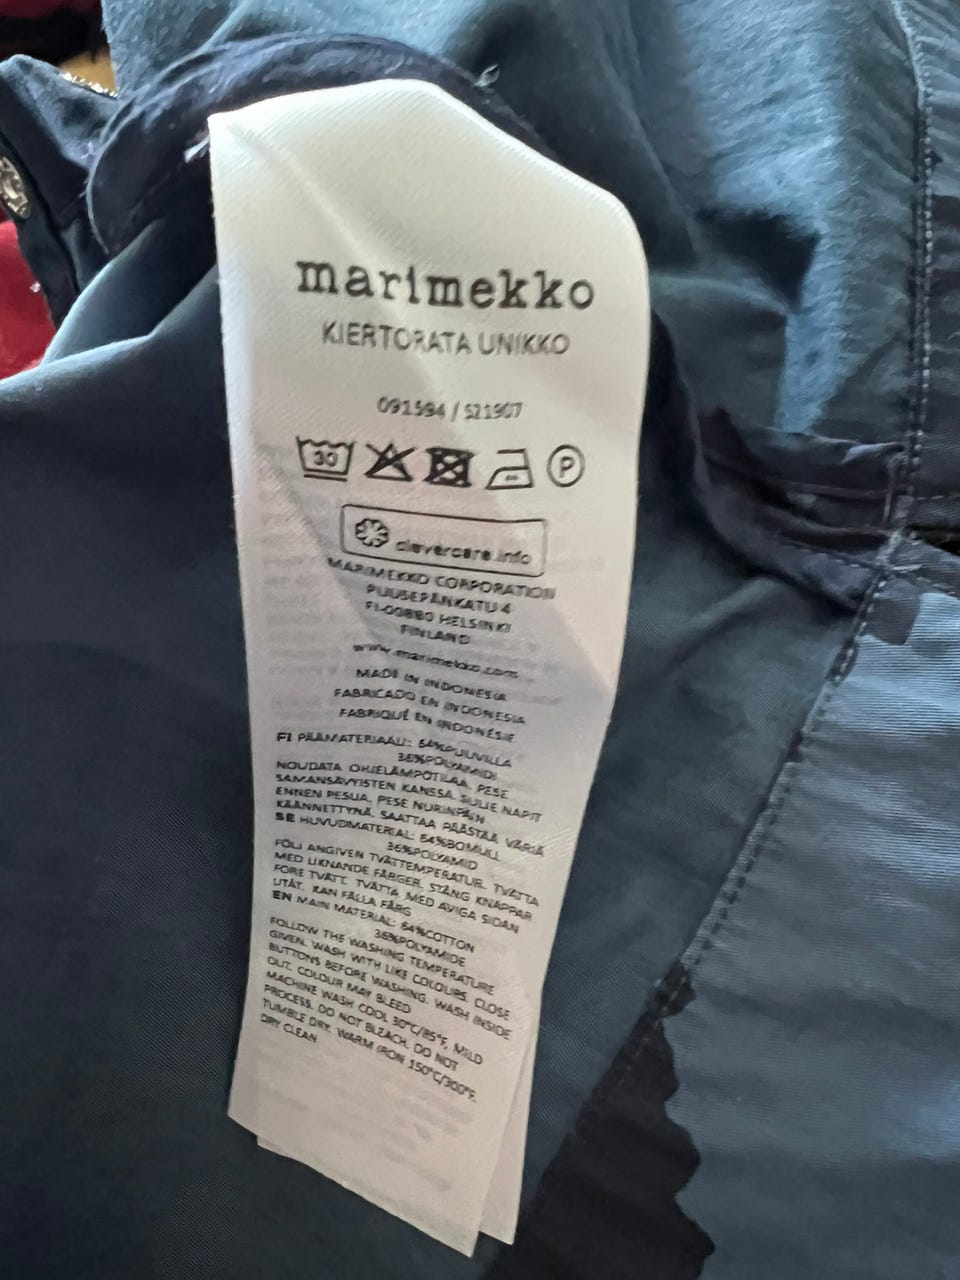 marimekko
KIERTORATA UNIKKO
091594 / 521907
30
P
clevercare.info
MARIMEKKO CORPORATION
PUUSEPÄNKATU 4
FI-00880 HELSINKI
FINLAND
www.marimekko.com
MADE IN INDONESIA
FABRICADO EN INDONESIA
FABRIQUÉ EN INDONÉSIE
FI PÄÄMATERIAALI: 64%PUUVILLA
36%POLYAMIDI
NOUDATA OHJELÄMPÖTILAA. PESE
SAMANSÄVYISTEN KANSSA. SULJE NAPIT
ENNEN PESUA. PESE NURINPÄIN
KÄÄNNETTYNÄ. SAATTAA PÄÄSTÄÄ VÄRIÄ
SE HUVUDMATERIAL: 64%BOMULL
36%POLYAMID
FÖLJ ANGIVEN TVÄTTEMPERATUR. TVÄTTA
MED LIKNANDE FÄRGER. STÄNG KNAPPAR
FÖRE TVÄTT. TVÄTTA MED AVIGA SIDAN
UTÅT. KAN FÄLLA FÄRG
EN MAIN MATERIAL: 64%COTTON
36%POLYAMIDE
FOLLOW THE WASHING TEMPERATURE
GIVEN. WASH WITH LIKE COLOURS. CLOSE
BUTTONS BEFORE WASHING. WASH INSIDE
OUT. COLOUR MAY BLEED
MACHINE WASH COOL 30°C/85°F, MILD
PROCESS. DO NOT BLEACH. DO NOT
TUMBLE DRY. WARM IRON 150°C/300°F.
DRY CLEAN